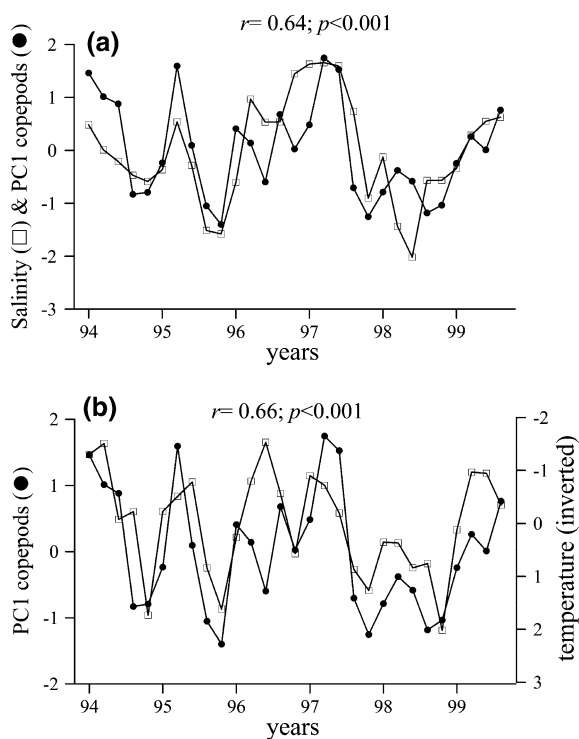 r= 0.64; p<0.001
(a)
Salinity (□) & PC1 copepods (●)
2
1
0
-1
-2
-3
94 95 96 97 98 99
years
(b)
r= 0.66; p<0.001
PC1 copepods (●)
2
1
0
-1
-2
-2
-1
0
1
2
3
temperature (inverted)
94 95 96 97 98 99
years